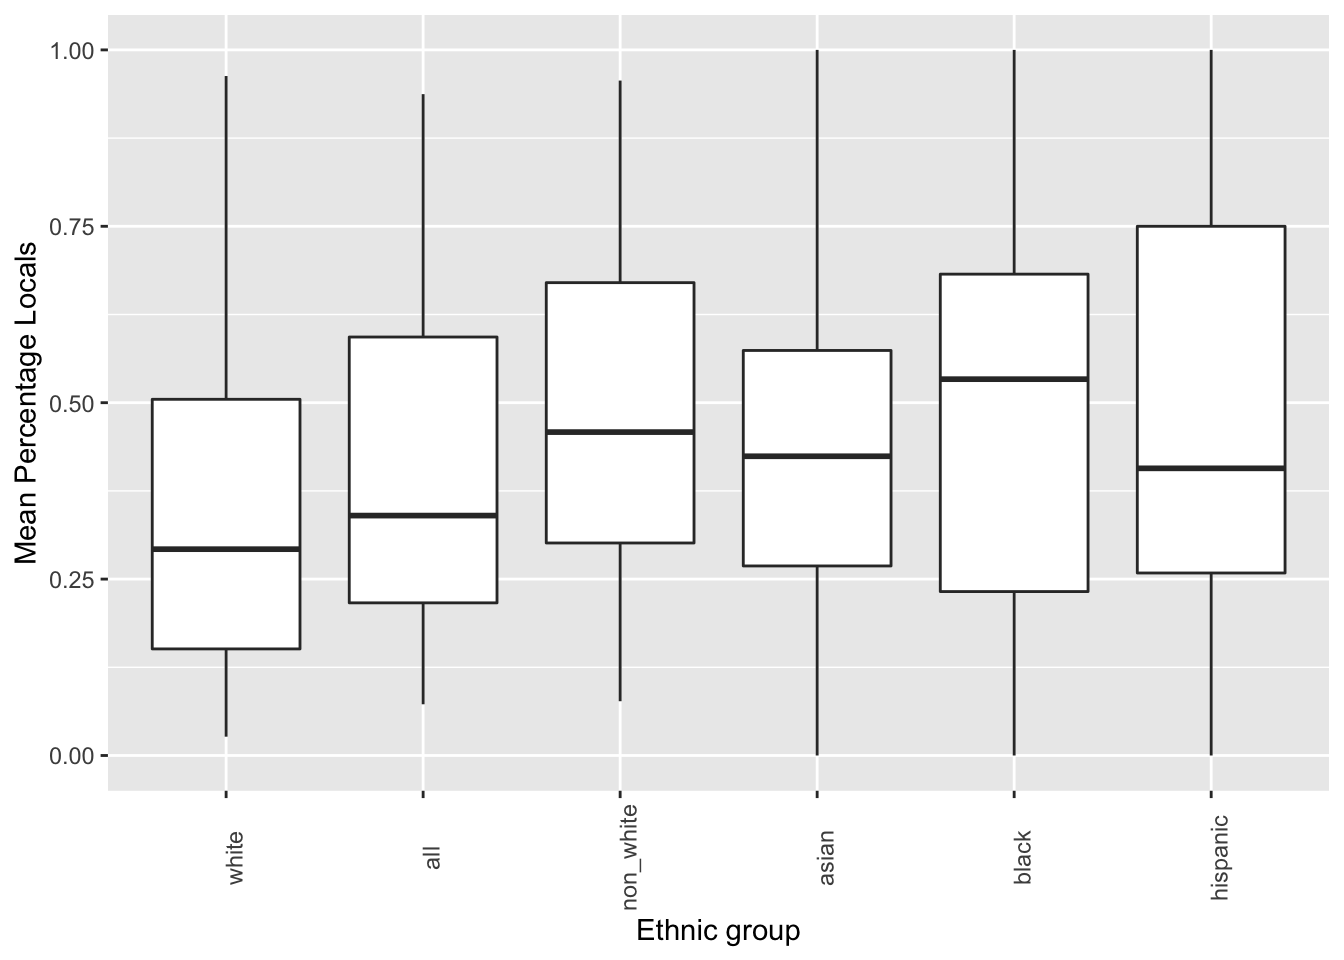 Mean Percentage Locals
1.00
0.75
0.50
0.25
0.00
white
all
non_white
asian
black
hispanic
Ethnic group